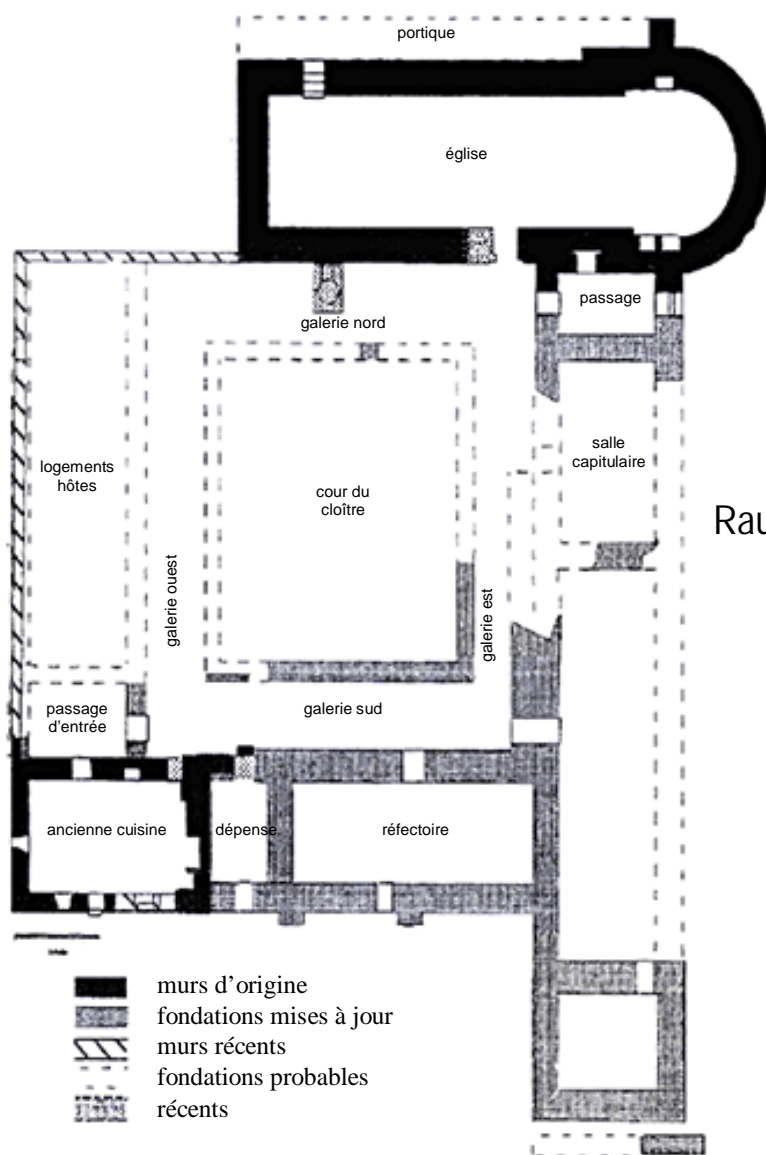 portique
église
passage
galerie nord
salle
capitulaire
logements
hôtes
cour du
cloître
Rau
galerie ouest
galerie est
passage
d'entrée
galerie sud
ancienne cuisine
dépense
réfectoire
murs d'origine
fondations mises à jour
murs récents
fondations probables
récents